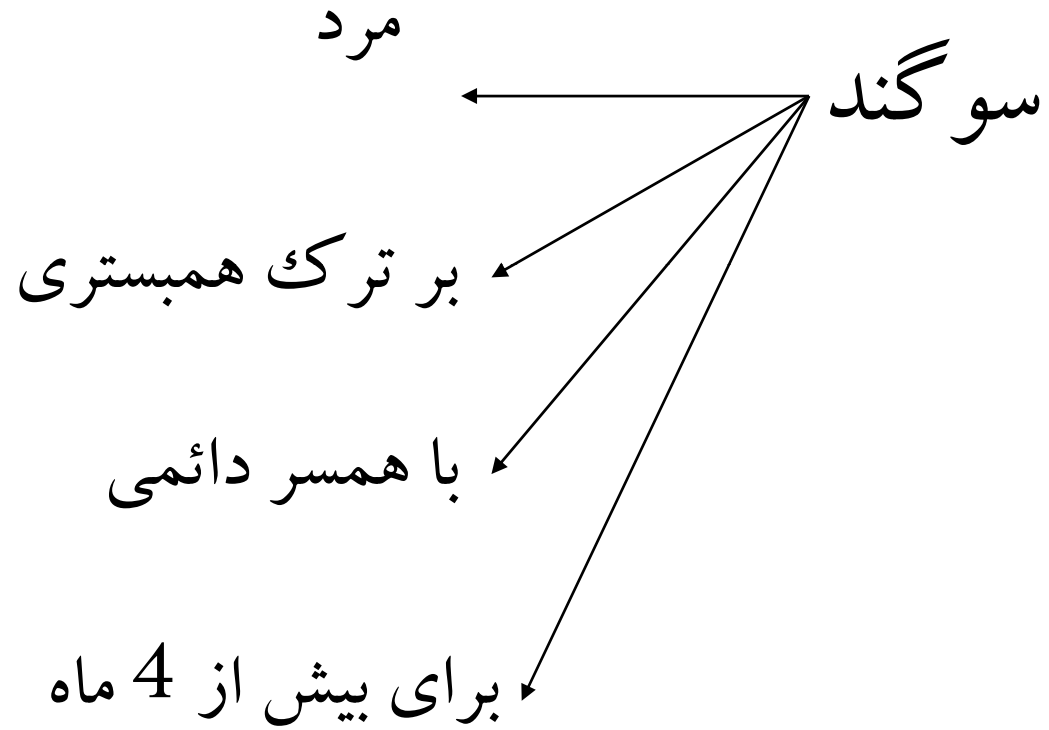 سوگند
مرد
بر ترک همبستری
با همسر دائمی
برای بیش از 4 ماه